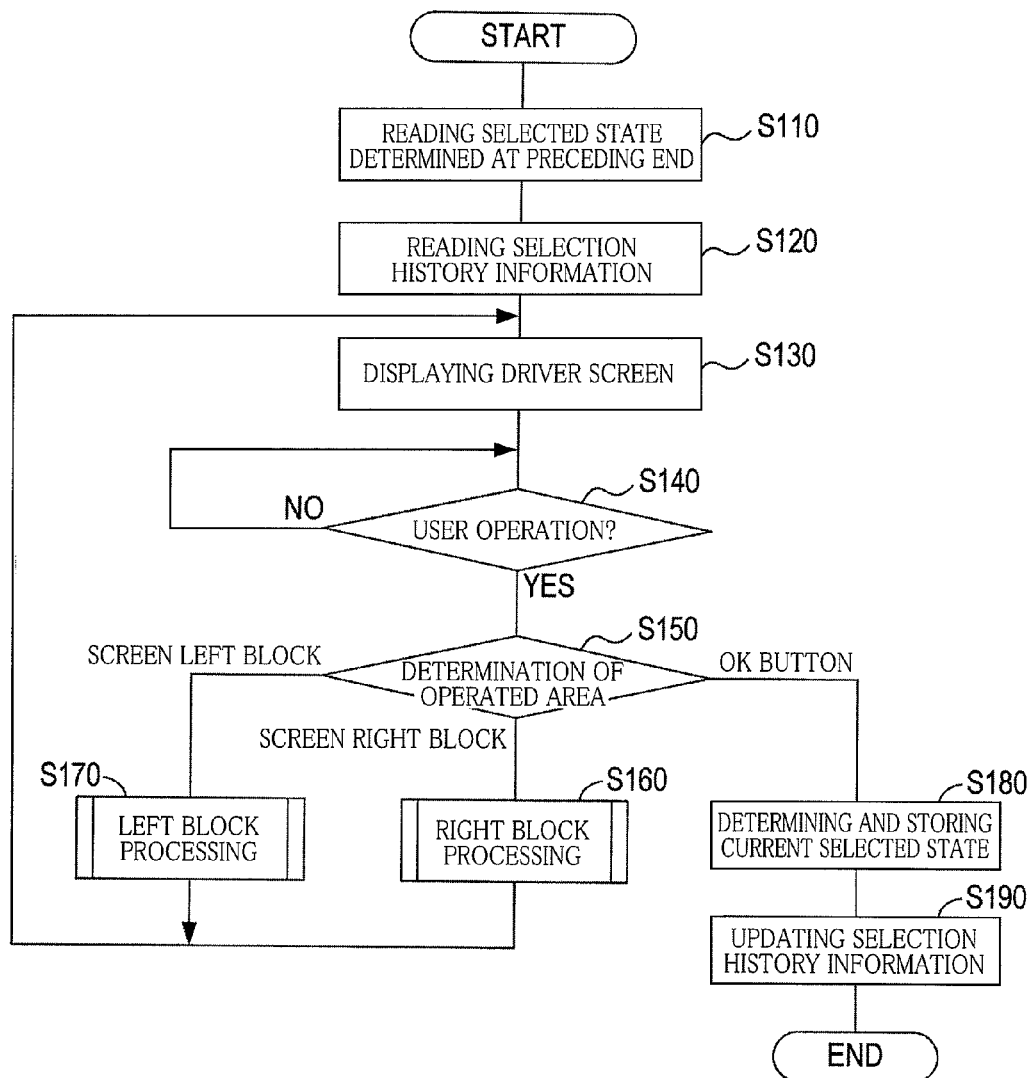 START
READING SELECTED STATE
DETERMINED AT PRECEDING END
S110
READING SELECTION
HISTORY INFORMATION
S120
DISPLAYING DRIVER SCREEN
S130
USER OPERATION?
S140
NO
YES
DETERMINATION OF
OPERATED AREA
S150
SCREEN LEFT BLOCK
SCREEN RIGHT BLOCK
OK BUTTON
S170
LEFT BLOCK
PROCESSING
S160
RIGHT BLOCK
PROCESSING
S180
DETERMINING AND STORING
CURRENT SELECTED STATE
S190
UPDATING SELECTION
HISTORY INFORMATION
END